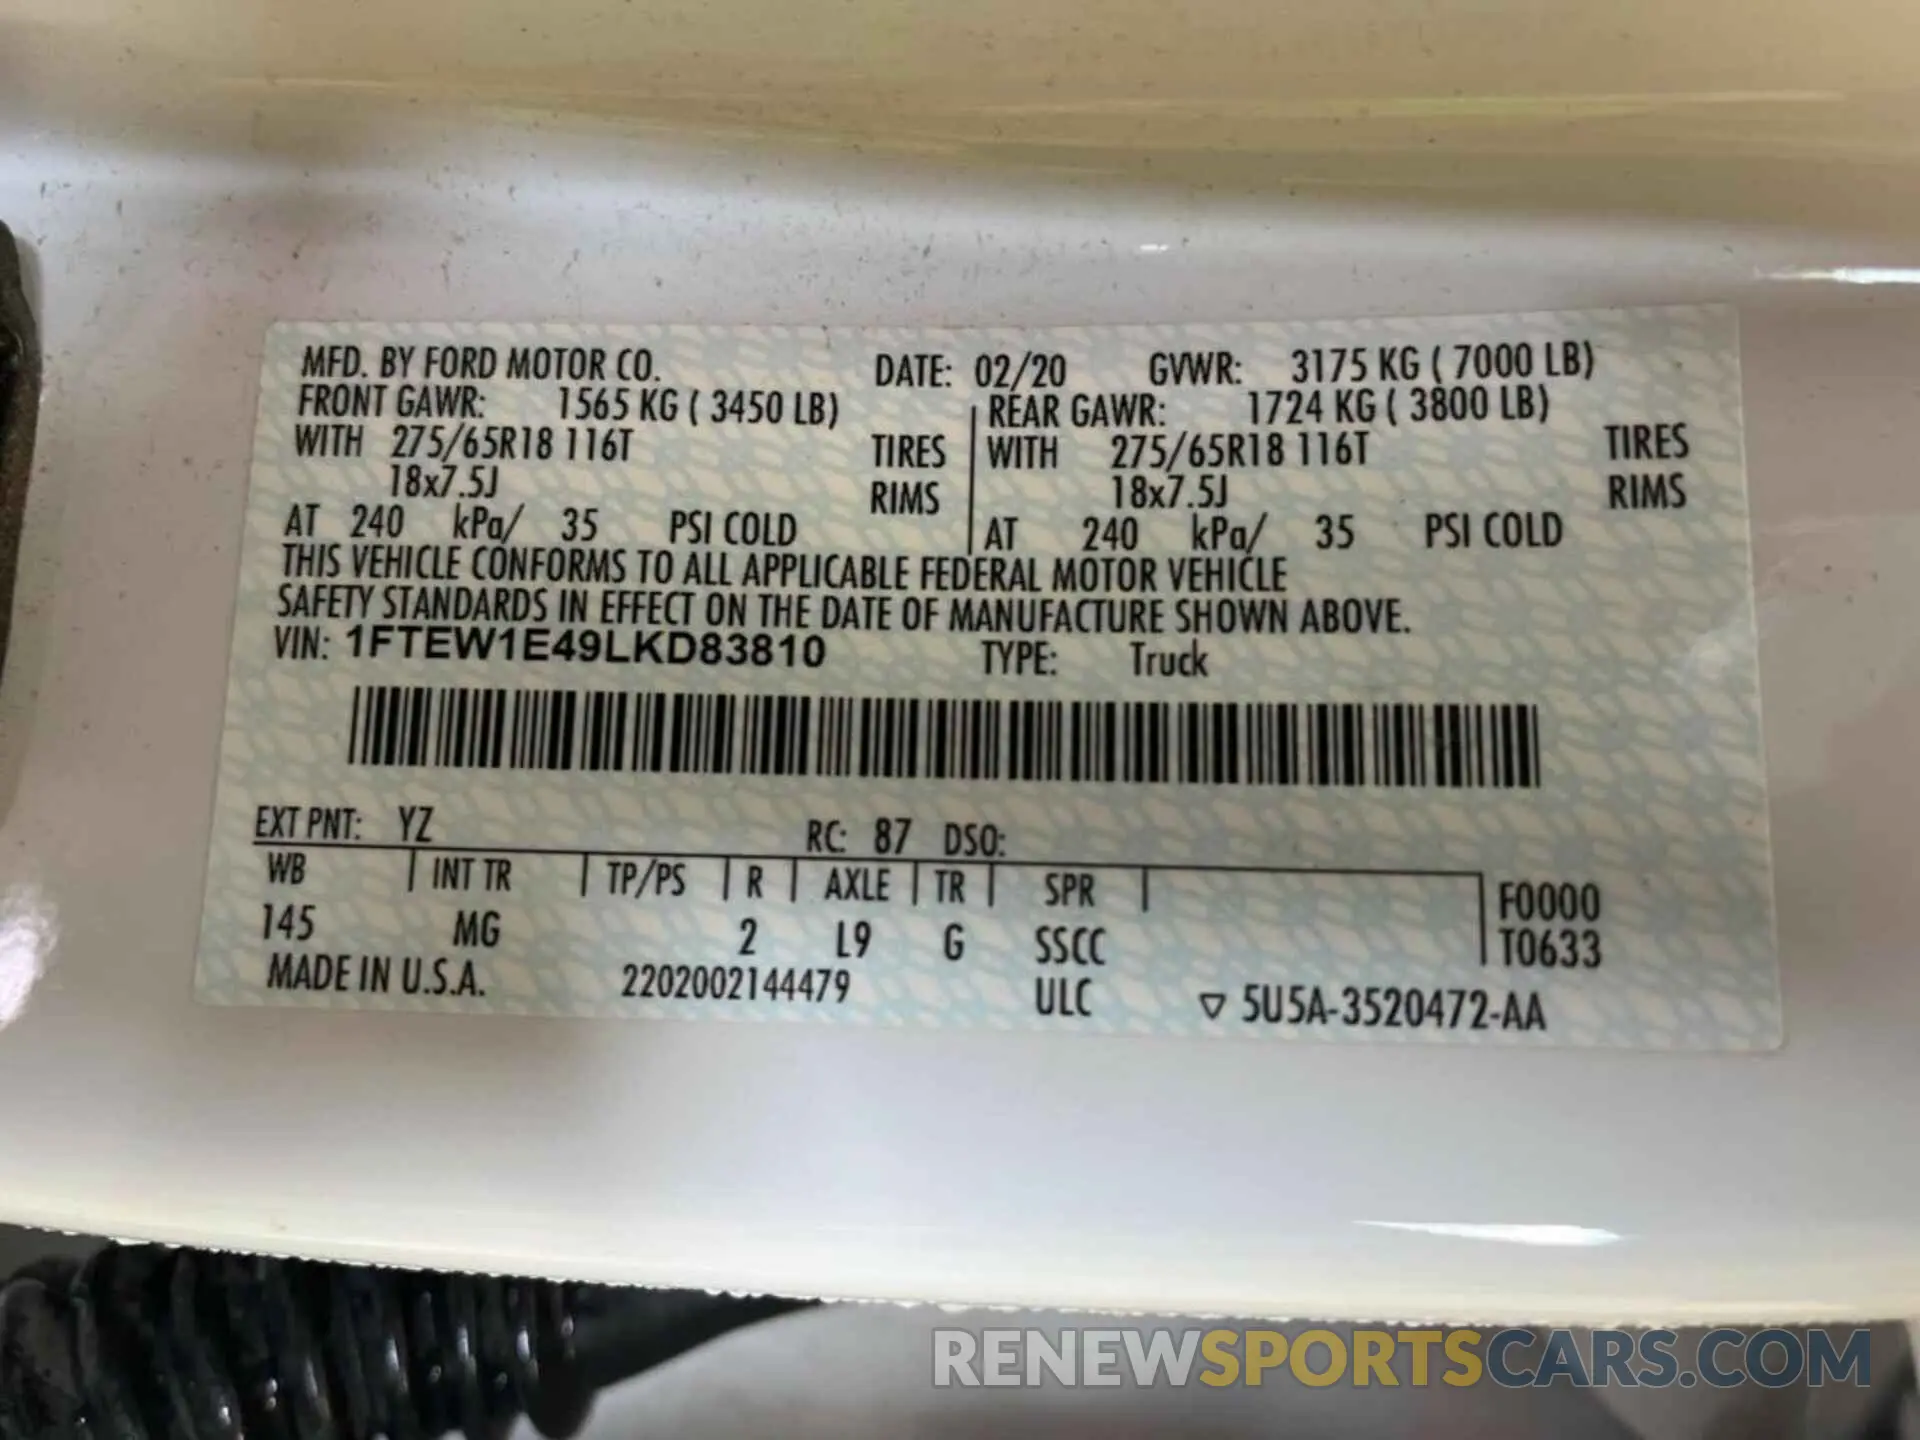 MFD. BY FORD MOTOR CO. DATE: 02/20 GVWR: 3175 KG ( 7000 LB)
FRONT GAWR: 1565 KG ( 3450 LB) REAR GAWR: 1724 KG ( 3800 LB)
WITH 275/65R18 116T TIRES WITH 275/65R18 116T TIRES
18x7.5J RIMS 18x7.5J RIMS
AT 240 kPa/ 35 PSI COLD AT 240 kPa/ 35 PSI COLD
THIS VEHICLE CONFORMS TO ALL APPLICABLE FEDERAL MOTOR VEHICLE
SAFETY STANDARDS IN EFFECT ON THE DATE OF MANUFACTURE SHOWN ABOVE.
VIN: 1FTEW1E49LKD83810 TYPE: Truck
EXT PNT: YZ RC: 87 DSO:
WB INT TR TP/PS R AXLE TR SPR F0000
145 MG 2 L9 G SSCC T0633
MADE IN U.S.A. 2202002144479 ULC ▽ 5U5A-3520472-AA
RENEWSPORTSCARS.COM